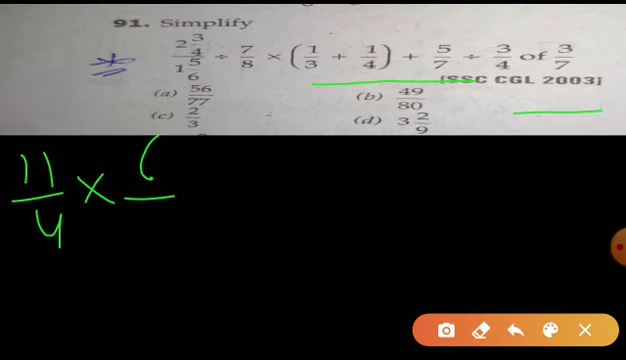 91. Simplify
2 3/4 / 1 5/6 ÷ 7/8 × (1/3 + 1/4) + 5/7 ÷ 3/4 of 3/7
[SSC CGL 2003]
(a) 56/77 (b) 49/80
(c) 2/3 (d) 3 2/9
11/4 × 6